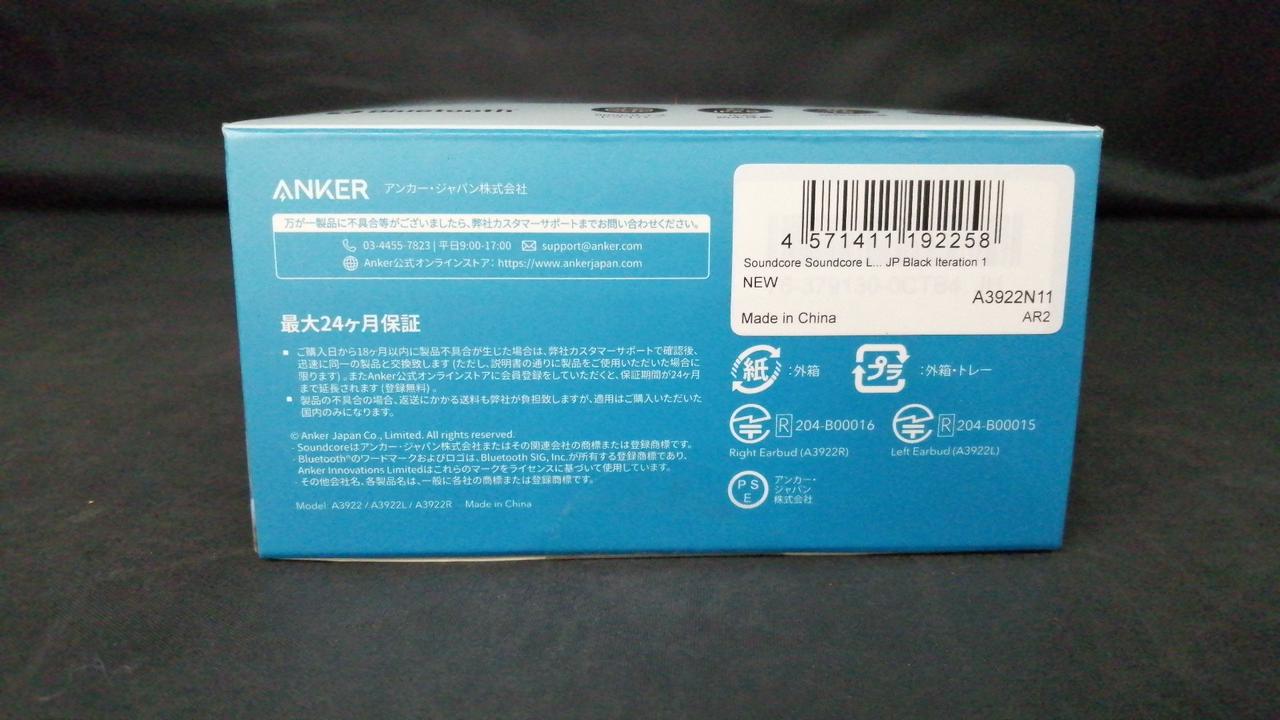 Bluetooth
ANKER アンカー・ジャパン株式会社
万が一製品に不具合等がございましたら、弊社カスタマーサポートまでお問い合わせください。
03-4455-7823 | 平日9:00-17:00 support@anker.com
Anker公式オンラインストア: https://www.ankerjapan.com
最大24ヶ月保証
■ ご購入日から18ヶ月以内に製品不具合が生じた場合は、弊社カスタマーサポートで確認後、
迅速に同一の製品と交換致します (ただし、説明書の通りに製品をご使用いただいた場合に
限ります) 。またAnker公式オンラインストアに会員登録をしていただくと、保証期間が24ヶ月
まで延長されます (登録無料) 。
■ 製品の不具合の場合、返送にかかる送料も弊社が負担致しますが、適用はご購入いただいた
国内のみになります。
© Anker Japan Co., Limited. All rights reserved.
· Soundcoreはアンカー・ジャパン株式会社またはその関連会社の商標または登録商標です。
· Bluetooth®のワードマークおよびロゴは、Bluetooth SIG, Inc.が所有する登録商標であり、
Anker Innovations Limitedはこれらのマークをライセンスに基づいて使用しています。
· その他会社名、各製品名は、一般に各社の商標または登録商標です。
Model A3922 / A3922L / A3922R Made in China
4 571411 192258
Soundcore Soundcore L... JP Black Iteration 1
NEW
A3922N11
Made in China AR2
紙 :外箱 プラ :外箱・トレー
R 204-B00016 R 204-B00015
Right Earbud (A3922R) Left Earbud (A3922L)
PSE アンカー・
ジャパン
株式会社